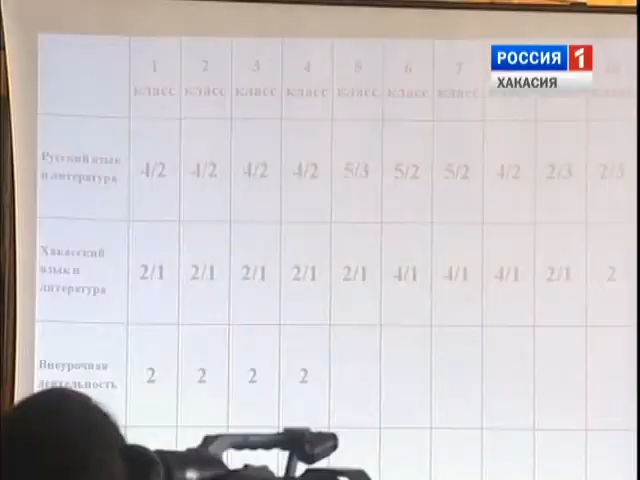 РОССИЯ 1
ХАКАСИЯ
1 2 3 4 5 6 7
класс класс класс класс класс класс класс класс
Русский язык
и литература
4/2 4/2 4/2 4/2 5/3 5/2 5/2 4/2 2/3 2/3
Хакасский
язык и
литература
2/1 2/1 2/1 2/1 2/1 4/1 4/1 4/1 2/1 2
Внеурочная
деятельность
2 2 2 2